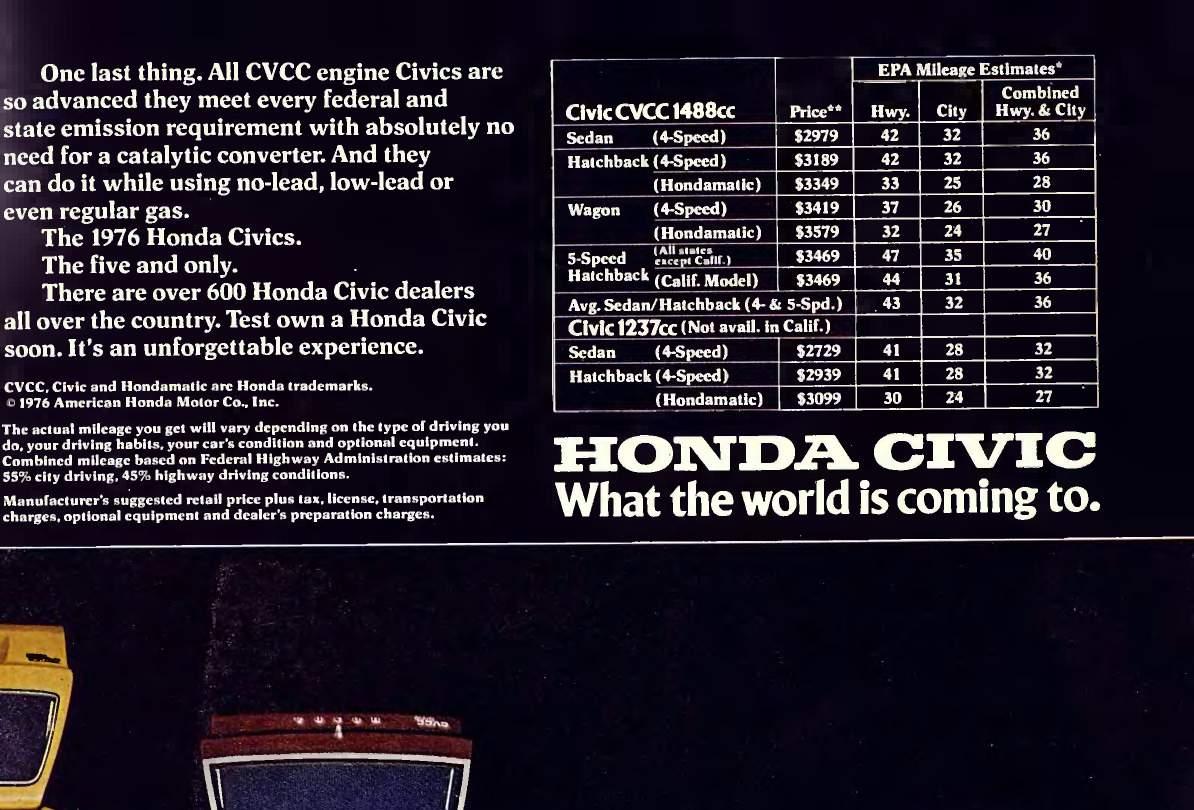 One last thing. All CVCC engine Civics are
so advanced they meet every federal and
state emission requirement with absolutely no
need for a catalytic converter. And they
can do it while using no-lead, low-lead or
even regular gas.
The 1976 Honda Civics.
The five and only.
There are over 600 Honda Civic dealers
all over the country. Test own a Honda Civic
soon. It's an unforgettable experience.
CVCC, Civic and Hondamatic are Honda trademarks.
© 1976 American Honda Motor Co., Inc.
The actual mileage you get will vary depending on the type of driving you
do, your driving habits, your car's condition and optional equipment.
Combined mileage based on Federal Highway Administration estimates:
55% city driving, 45% highway driving conditions.
Manufacturer's suggested retail price plus tax, license, transportation
charges, optional equipment and dealer's preparation charges.
EPA Mileage Estimates*
Civic CVCC 1488cc Price** Hwy. City Combined Hwy. & City
Sedan (4-Speed) $2979 42 32 36
Hatchback (4-Speed) $3189 42 32 36
(Hondamatic) $3349 33 25 28
Wagon (4-Speed) $3419 37 26 30
(Hondamatic) $3579 32 24 27
5-Speed (All states except Calif.) $3469 47 35 40
Hatchback (Calif. Model) $3469 44 31 36
Avg. Sedan/Hatchback (4- & 5-Spd.) 43 32 36
Civic 1237cc (Not avail. in Calif.)
Sedan (4-Speed) $2729 41 28 32
Hatchback (4-Speed) $2939 41 28 32
(Hondamatic) $3099 30 24 27
HONDA CIVIC
What the world is coming to.